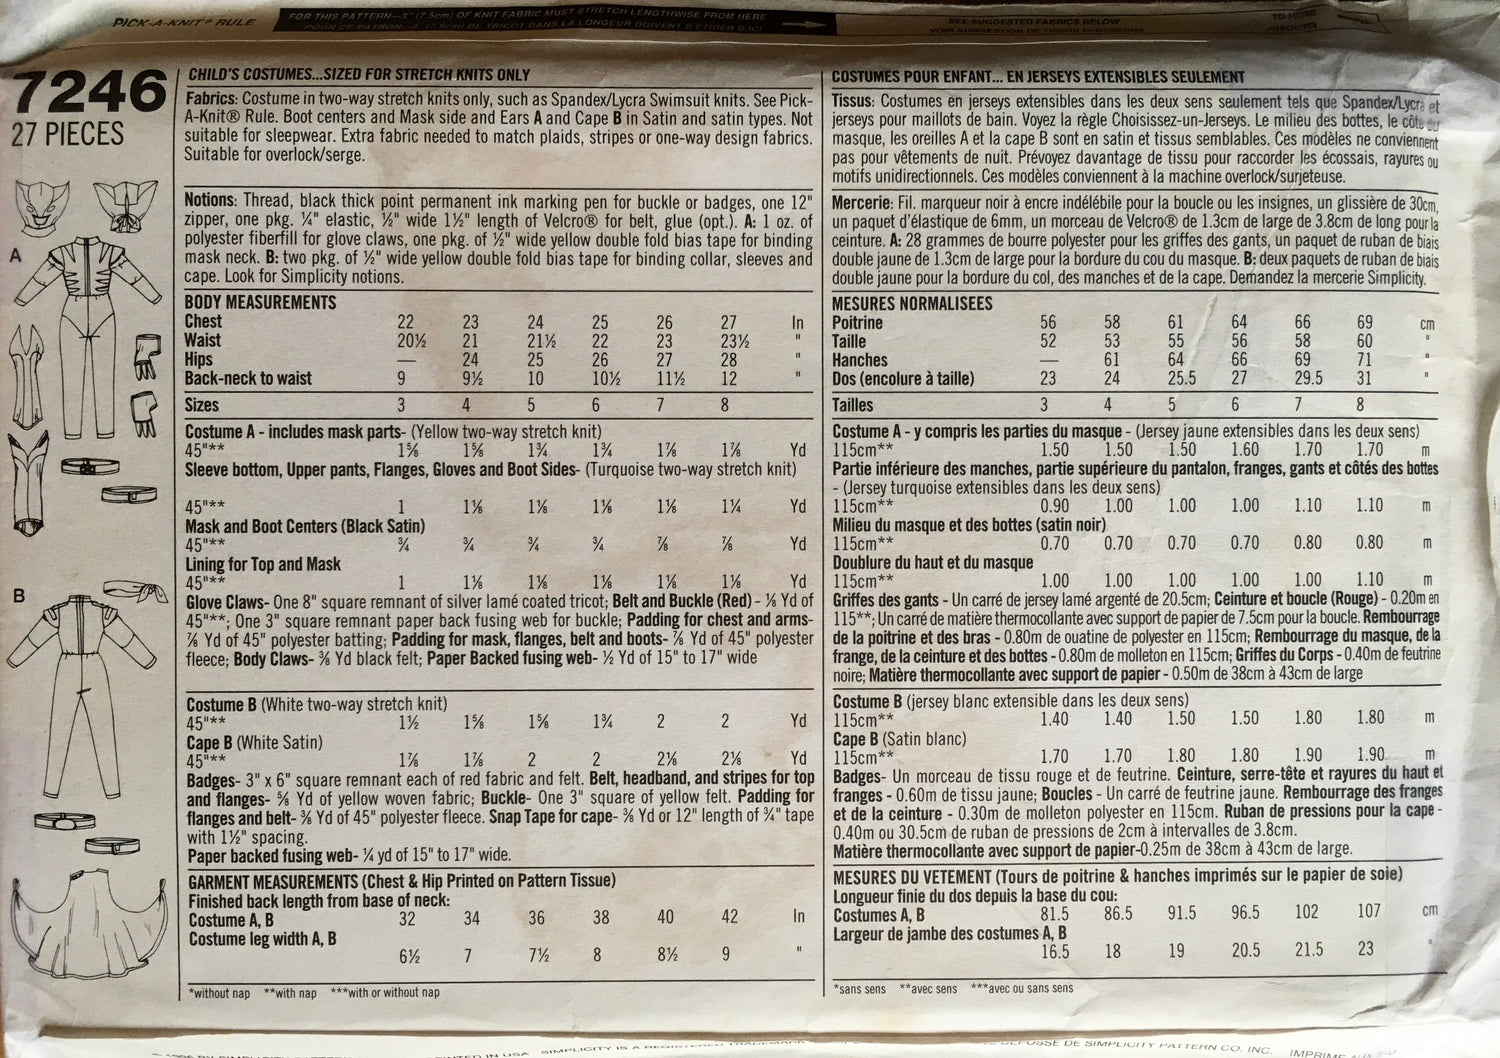 PICK-A-KNIT® RULE
FOR THIS PATTERN—3" (7.5cm) OF KNIT FABRIC MUST STRETCH LENGTHWISE FROM HERE
SEE SUGGESTED FABRICS BELOW
7246
27 PIECES
A
B
CHILD'S COSTUMES...SIZED FOR STRETCH KNITS ONLY
Fabrics: Costume in two-way stretch knits only, such as Spandex/Lycra Swimsuit knits. See Pick-
A-Knit® Rule. Boot centers and Mask side and Ears A and Cape B in Satin and satin types. Not
suitable for sleepwear. Extra fabric needed to match plaids, stripes or one-way design fabrics.
Suitable for overlock/serge.
Notions: Thread, black thick point permanent ink marking pen for buckle or badges, one 12"
zipper, one pkg. ¼" elastic, ½" wide 1½" length of Velcro® for belt, glue (opt.). A: 1 oz. of
polyester fiberfill for glove claws, one pkg. of ½" wide yellow double fold bias tape for binding
mask neck. B: two pkg. of ½" wide yellow double fold bias tape for binding collar, sleeves and
cape. Look for Simplicity notions.
BODY MEASUREMENTS
Chest 22 23 24 25 26 27 In
Waist 20½ 21 21½ 22 23 23½ "
Hips — 24 25 26 27 28 "
Back-neck to waist 9 9½ 10 10½ 11½ 12 "
Sizes 3 4 5 6 7 8
Costume A - includes mask parts- (Yellow two-way stretch knit)
45"** 1⅝ 1⅝ 1¾ 1¾ 1⅞ 1⅞ Yd
Sleeve bottom, Upper pants, Flanges, Gloves and Boot Sides- (Turquoise two-way stretch knit)
45"** 1 1⅛ 1⅛ 1⅛ 1⅛ 1¼ Yd
Mask and Boot Centers (Black Satin)
45"** ¾ ¾ ¾ ¾ ⅞ ⅞ Yd
Lining for Top and Mask
45"** 1 1⅛ 1⅛ 1⅛ 1⅛ 1⅛ Yd
Glove Claws- One 8" square remnant of silver lamé coated tricot; Belt and Buckle (Red) - ⅛ Yd of
45"**; One 3" square remnant paper back fusing web for buckle; Padding for chest and arms-
⅞ Yd of 45" polyester batting; Padding for mask, flanges, belt and boots- ⅞ Yd of 45" polyester
fleece; Body Claws- ⅜ Yd black felt; Paper Backed fusing web- ½ Yd of 15" to 17" wide
Costume B (White two-way stretch knit)
45"** 1½ 1⅝ 1⅝ 1¾ 2 2 Yd
Cape B (White Satin)
45"** 1⅞ 1⅞ 2 2 2⅛ 2⅛ Yd
Badges- 3" x 6" square remnant each of red fabric and felt. Belt, headband, and stripes for top
and flanges- ⅝ Yd of yellow woven fabric; Buckle- One 3" square of yellow felt. Padding for
flanges and belt- ⅜ Yd of 45" polyester fleece. Snap Tape for cape- ⅜ Yd or 12" length of ¾" tape
with 1½" spacing.
Paper backed fusing web- ¼ yd of 15" to 17" wide.
GARMENT MEASUREMENTS (Chest & Hip Printed on Pattern Tissue)
Finished back length from base of neck:
Costume A, B 32 34 36 38 40 42 In
Costume leg width A, B
6½ 7 7½ 8 8½ 9 "
*without nap **with nap ***with or without nap
COSTUMES POUR ENFANT... EN JERSEYS EXTENSIBLES SEULEMENT
Tissus: Costumes en jerseys extensibles dans les deux sens seulement tels que Spandex/Lycra et
jerseys pour maillots de bain. Voyez la règle Choisissez-un-Jerseys. Le milieu des bottes, le côté du
masque, les oreilles A et la cape B sont en satin et tissus semblables. Ces modèles ne conviennent
pas pour vêtements de nuit. Prévoyez davantage de tissu pour raccorder les écossais, rayures ou
motifs unidirectionnels. Ces modèles conviennent à la machine overlock/surjeteuse.
Mercerie: Fil. marqueur noir à encre indélébile pour la boucle ou les insignes, un glissière de 30cm,
un paquet d'élastique de 6mm, un morceau de Velcro® de 1.3cm de large de 3.8cm de long pour la
ceinture. A: 28 grammes de bourre polyester pour les griffes des gants, un paquet de ruban de biais
double jaune de 1.3cm de large pour la bordure du cou du masque. B: deux paquets de ruban de biais
double jaune pour la bordure du col, des manches et de la cape. Demandez la mercerie Simplicity.
MESURES NORMALISEES
Poitrine 56 58 61 64 66 69 cm
Taille 52 53 55 56 58 60 "
Hanches — 61 64 66 69 71 "
Dos (encolure à taille) 23 24 25.5 27 29.5 31 "
Tailles 3 4 5 6 7 8
Costume A - y compris les parties du masque - (Jersey jaune extensibles dans les deux sens)
115cm** 1.50 1.50 1.50 1.60 1.70 1.70 m
Partie inférieure des manches, partie supérieure du pantalon, franges, gants et côtés des bottes
- (Jersey turquoise extensibles dans les deux sens)
115cm** 0.90 1.00 1.00 1.00 1.10 1.10 m
Milieu du masque et des bottes (satin noir)
115cm** 0.70 0.70 0.70 0.70 0.80 0.80 m
Doublure du haut et du masque
115cm** 1.00 1.00 1.00 1.00 1.00 1.10 m
Griffes des gants - Un carré de jersey lamé argenté de 20.5cm; Ceinture et boucle (Rouge) - 0.20m en
115**; Un carré de matière thermocollante avec support de papier de 7.5cm pour la boucle. Rembourrage
de la poitrine et des bras - 0.80m de ouatine de polyester en 115cm; Rembourrage du masque, de la
frange, de la ceinture et des bottes - 0.80m de molleton en 115cm; Griffes du Corps - 0.40m de feutrine
noire; Matière thermocollante avec support de papier - 0.50m de 38cm à 43cm de large
Costume B (jersey blanc extensible dans les deux sens)
115cm** 1.40 1.40 1.50 1.50 1.80 1.80 m
Cape B (Satin blanc)
115cm** 1.70 1.70 1.80 1.80 1.90 1.90 m
Badges- Un morceau de tissu rouge et de feutrine. Ceinture, serre-tête et rayures du haut et
franges - 0.60m de tissu jaune; Boucles - Un carré de feutrine jaune. Rembourrage des franges
et de la ceinture - 0.30m de molleton polyester en 115cm. Ruban de pressions pour la cape -
0.40m ou 30.5cm de ruban de pressions de 2cm à intervalles de 3.8cm.
Matière thermocollante avec support de papier-0.25m de 38cm à 43cm de large.
MESURES DU VETEMENT (Tours de poitrine & hanches imprimés sur le papier de soie)
Longueur finie du dos depuis la base du cou:
Costumes A, B 81.5 86.5 91.5 96.5 102 107 cm
Largeur de jambe des costumes A, B
16.5 18 19 20.5 21.5 23 "
*sans sens **avec sens ***avec ou sans sens